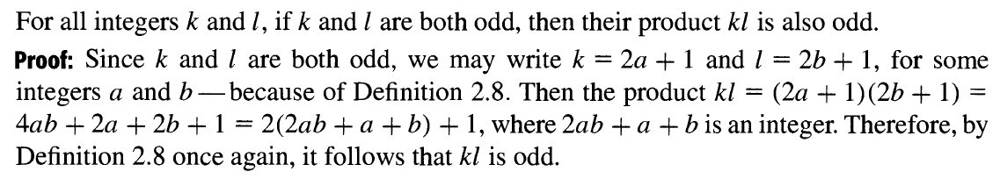 For all integers k and l, if k and l are both odd, then their product kl is also odd.
Proof: Since k and l are both odd, we may write k = 2a + 1 and l = 2b + 1, for some
integers a and b—because of Definition 2.8. Then the product kl = (2a + 1)(2b + 1) =
4ab + 2a + 2b + 1 = 2(2ab + a + b) + 1, where 2ab + a + b is an integer. Therefore, by
Definition 2.8 once again, it follows that kl is odd.